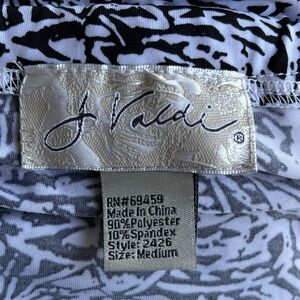 J Valdi ®
RN#69459
Made in China
90%Polyester
10%Spandex
Style: 2426
Size: Medium